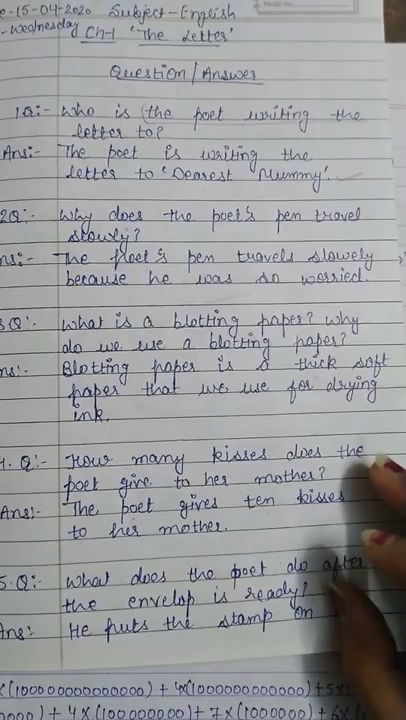 e-15-04-2020 Subject-English
-Wednesday Ch-1 'The Letter'
Question/Answer
1Q:- Who is the poet writing the
letter to?
Ans:- The poet is writing the
letter to 'Dearest Mummy'.
2Q:- Why does the poet's pen travel
slowly?
ns:- The poet's pen travels slowely
because he was so worried.
3Q:- What is a blotting paper? Why
do we use a blotting paper?
ns:- Blotting paper is a thick soft
paper that we use for drying
ink.
4. Q:- How many kisses does the
poet give to her mother?
Ans:- The poet gives ten kisses
to her mother.
5. Q:- What does the poet do after
the envelop is ready?
Ans:- He puts the stamp on